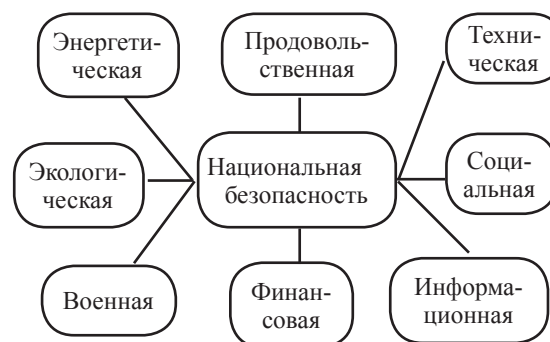 Энергети-
ческая
Продоволь-
ственная
Техни-
ческая
Экологи-
ческая
Национальная
безопасность
Соци-
альная
Военная
Финан-
совая
Информа-
ционная